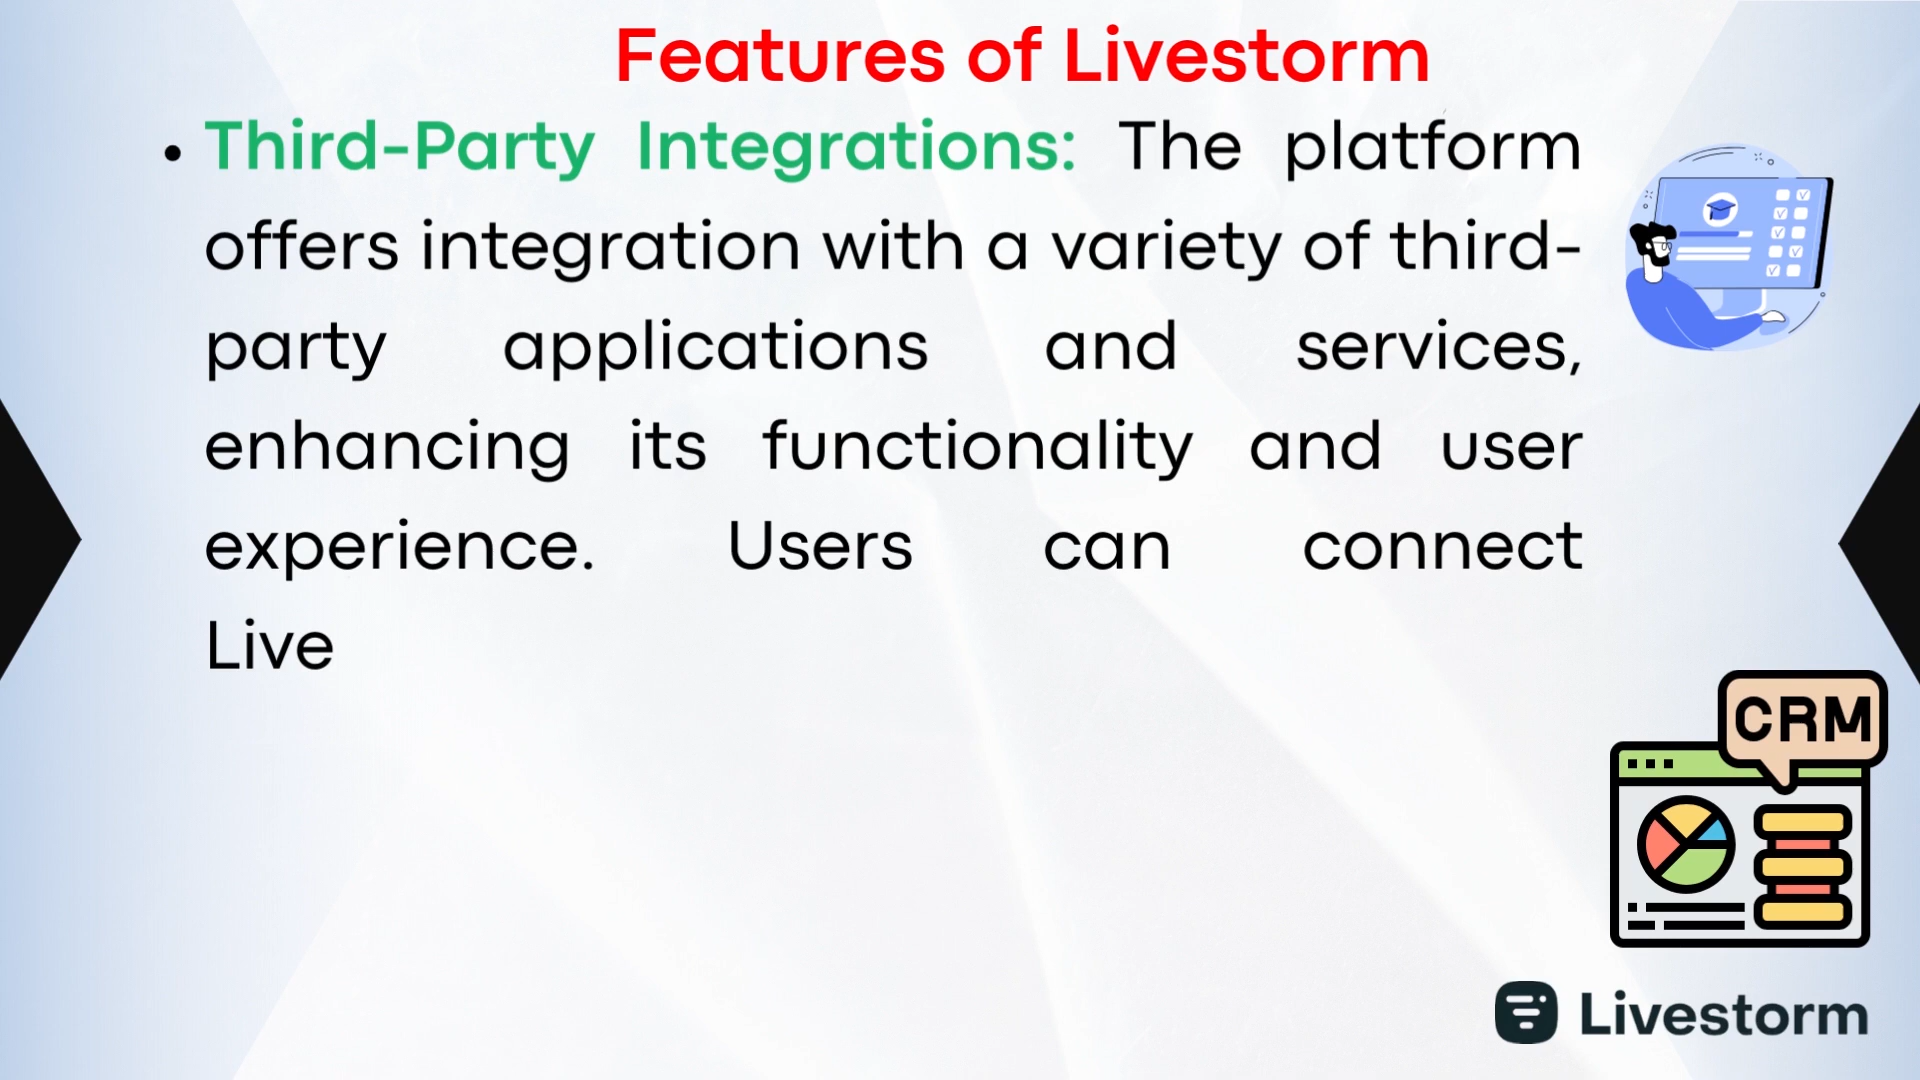 Features of Livestorm
• Third-Party Integrations: The platform
offers integration with a variety of third-
party applications and services,
enhancing its functionality and user
experience. Users can connect
Live
CRM
Livestorm